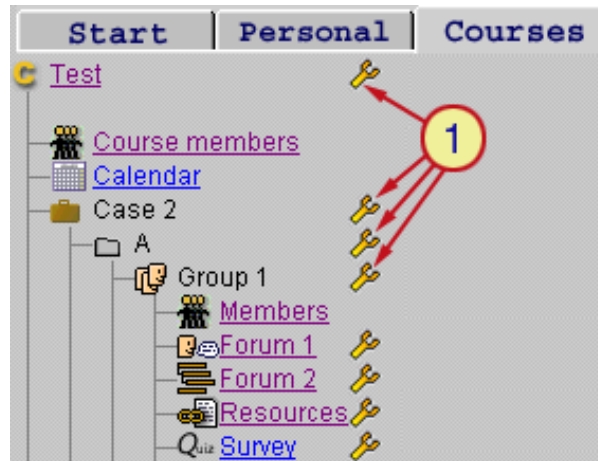 Start Personal Courses
C Test
1
Course members
Calendar
Case 2
A
Group 1
Members
Forum 1
Forum 2
Resources
Quiz Survey